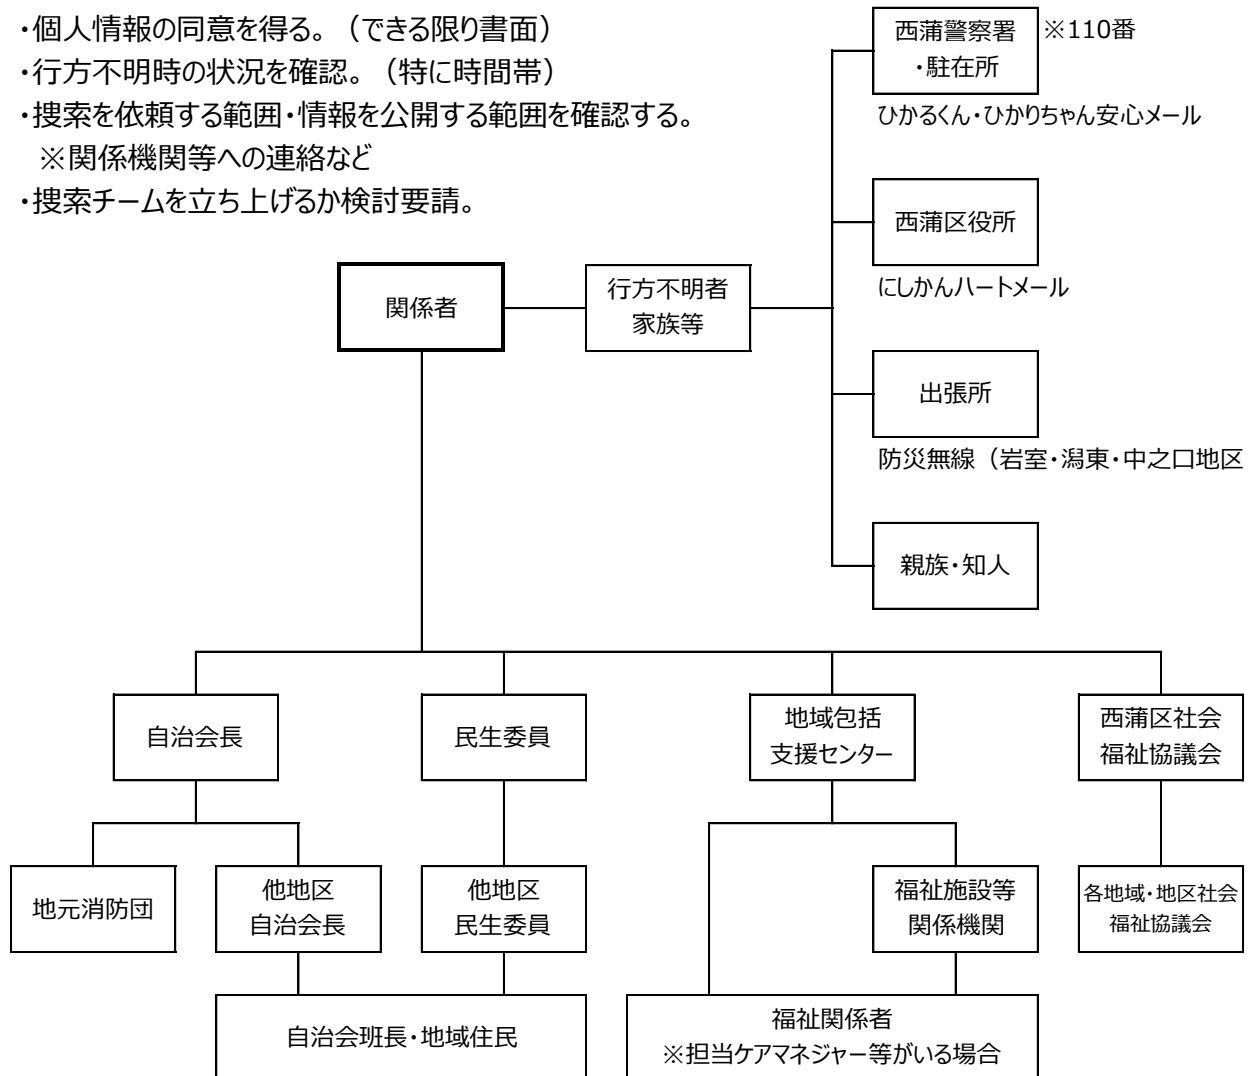 ・個人情報の同意を得る。（できる限り書面）
・行方不明時の状況を確認。（特に時間帯）
・捜索を依頼する範囲・情報を公開する範囲を確認する。
※関係機関等への連絡など
・捜索チームを立ち上げるか検討要請。
西蒲警察署
・駐在所
※110番
ひかるくん・ひかりちゃん安心メール
西蒲区役所
にしかんハートメール
関係者
行方不明者
家族等
出張所
防災無線（岩室・潟東・中之口地区
親族・知人
自治会長
民生委員
地域包括
支援センター
西蒲区社会
福祉協議会
地元消防団
他地区
自治会長
他地区
民生委員
福祉施設等
関係機関
各地域・地区社会
福祉協議会
自治会班長・地域住民
福祉関係者
※担当ケアマネジャー等がいる場合